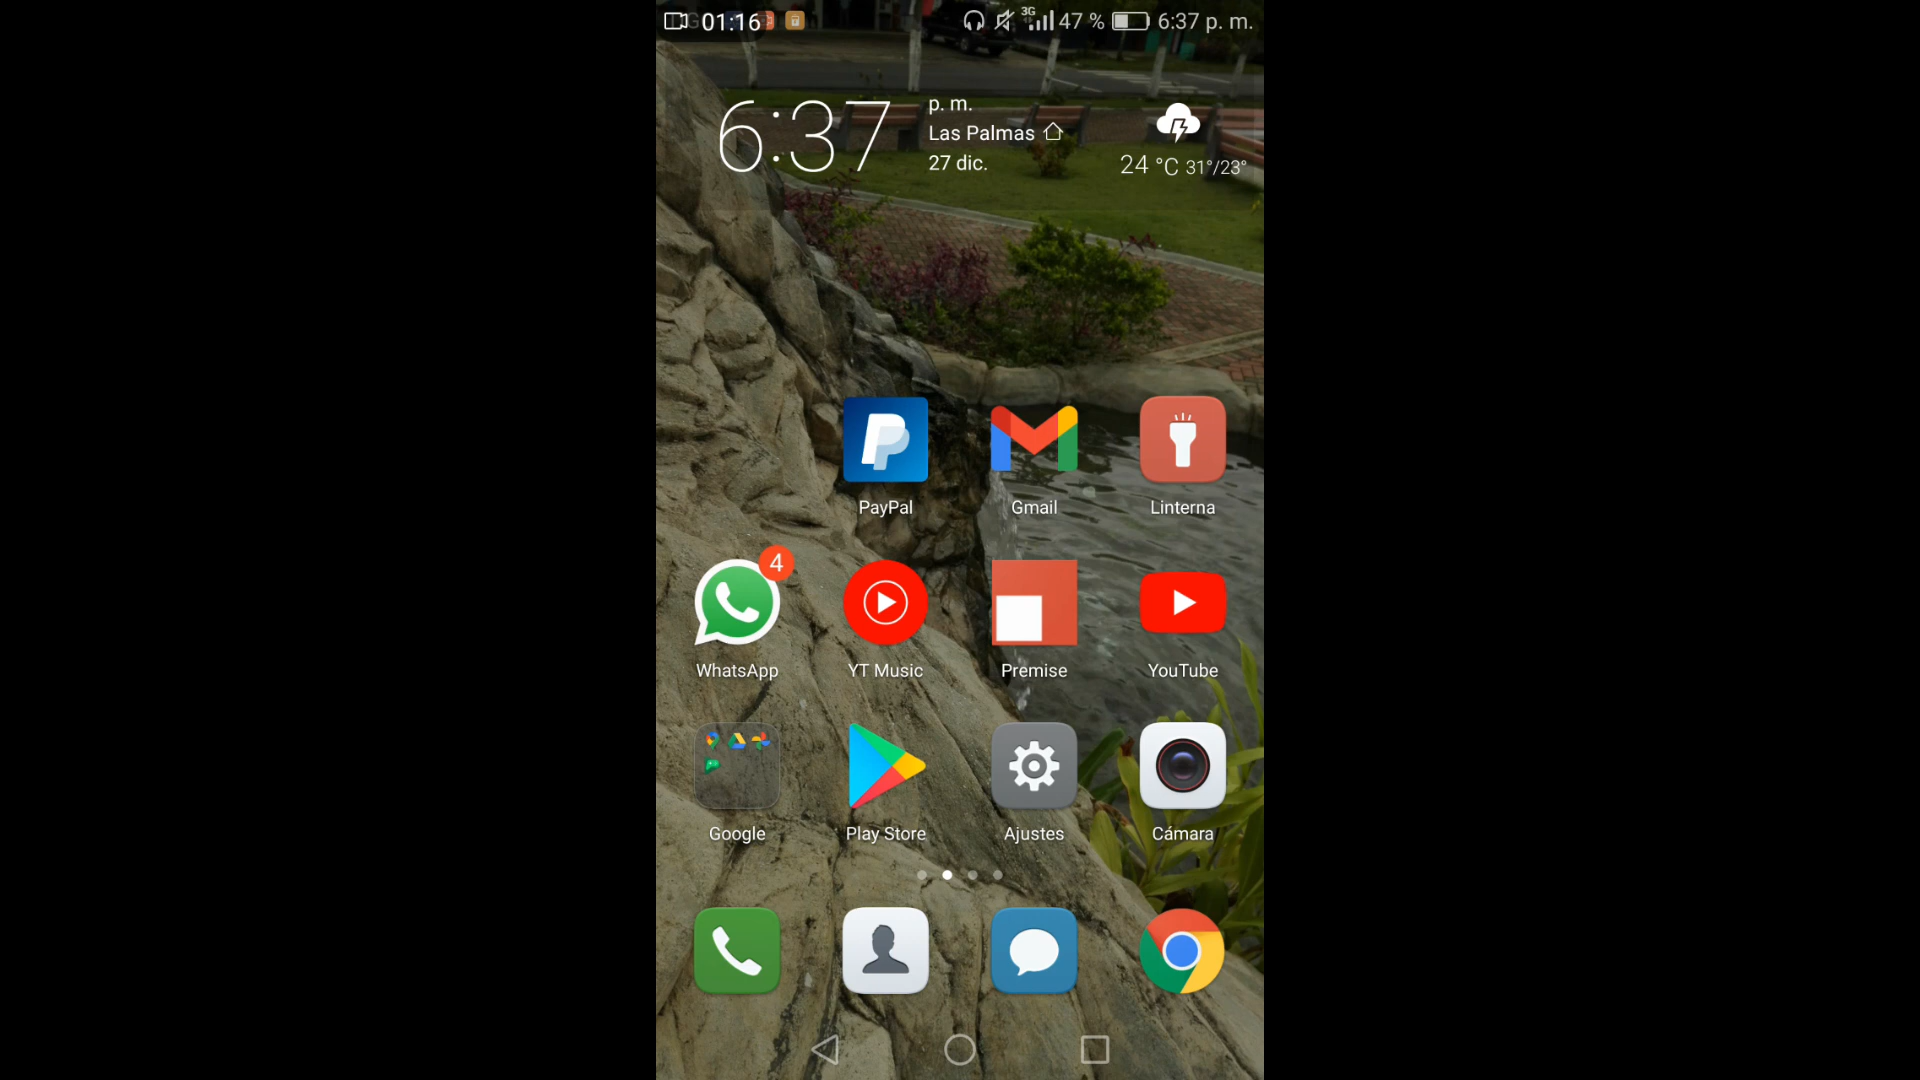 01:16 3G 47 % 6:37 p. m.
6:37
p. m.
Las Palmas
27 dic.
24 °C 31°/23°
PayPal Gmail Linterna
4
WhatsApp YT Music Premise YouTube
Google Play Store Ajustes Cámara